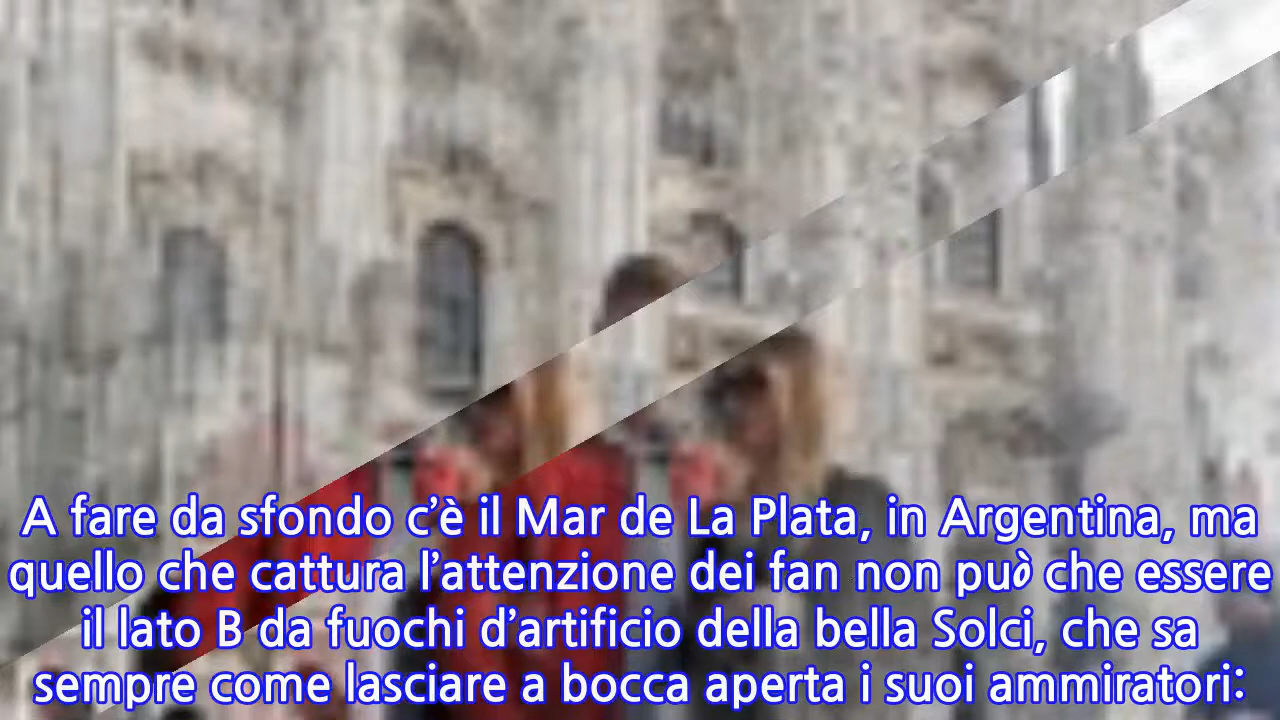 A fare da sfondo c'è il Mar de La Plata, in Argentina, ma
quello che cattura l'attenzione dei fan non può che essere
il lato B da fuochi d'artificio della bella Solci, che sa
sempre come lasciare a bocca aperta i suoi ammiratori: